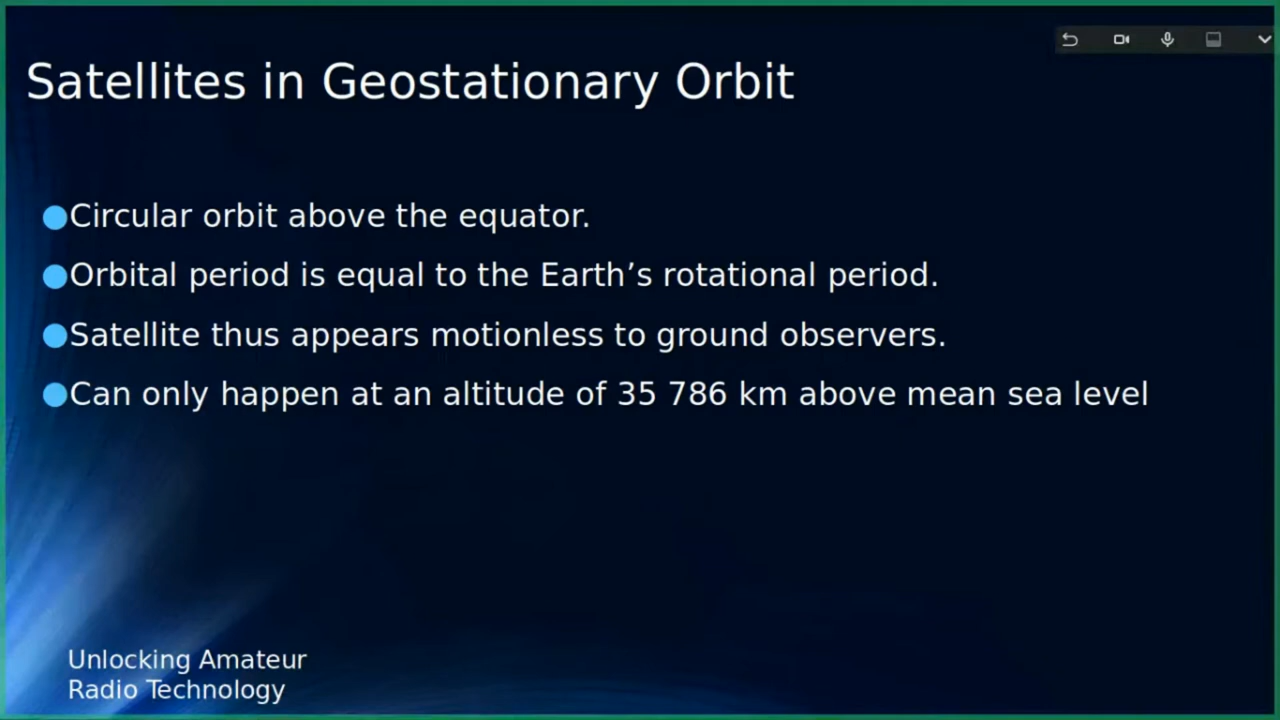 Satellites in Geostationary Orbit
●Circular orbit above the equator.
●Orbital period is equal to the Earth’s rotational period.
●Satellite thus appears motionless to ground observers.
●Can only happen at an altitude of 35 786 km above mean sea level
Unlocking Amateur
Radio Technology